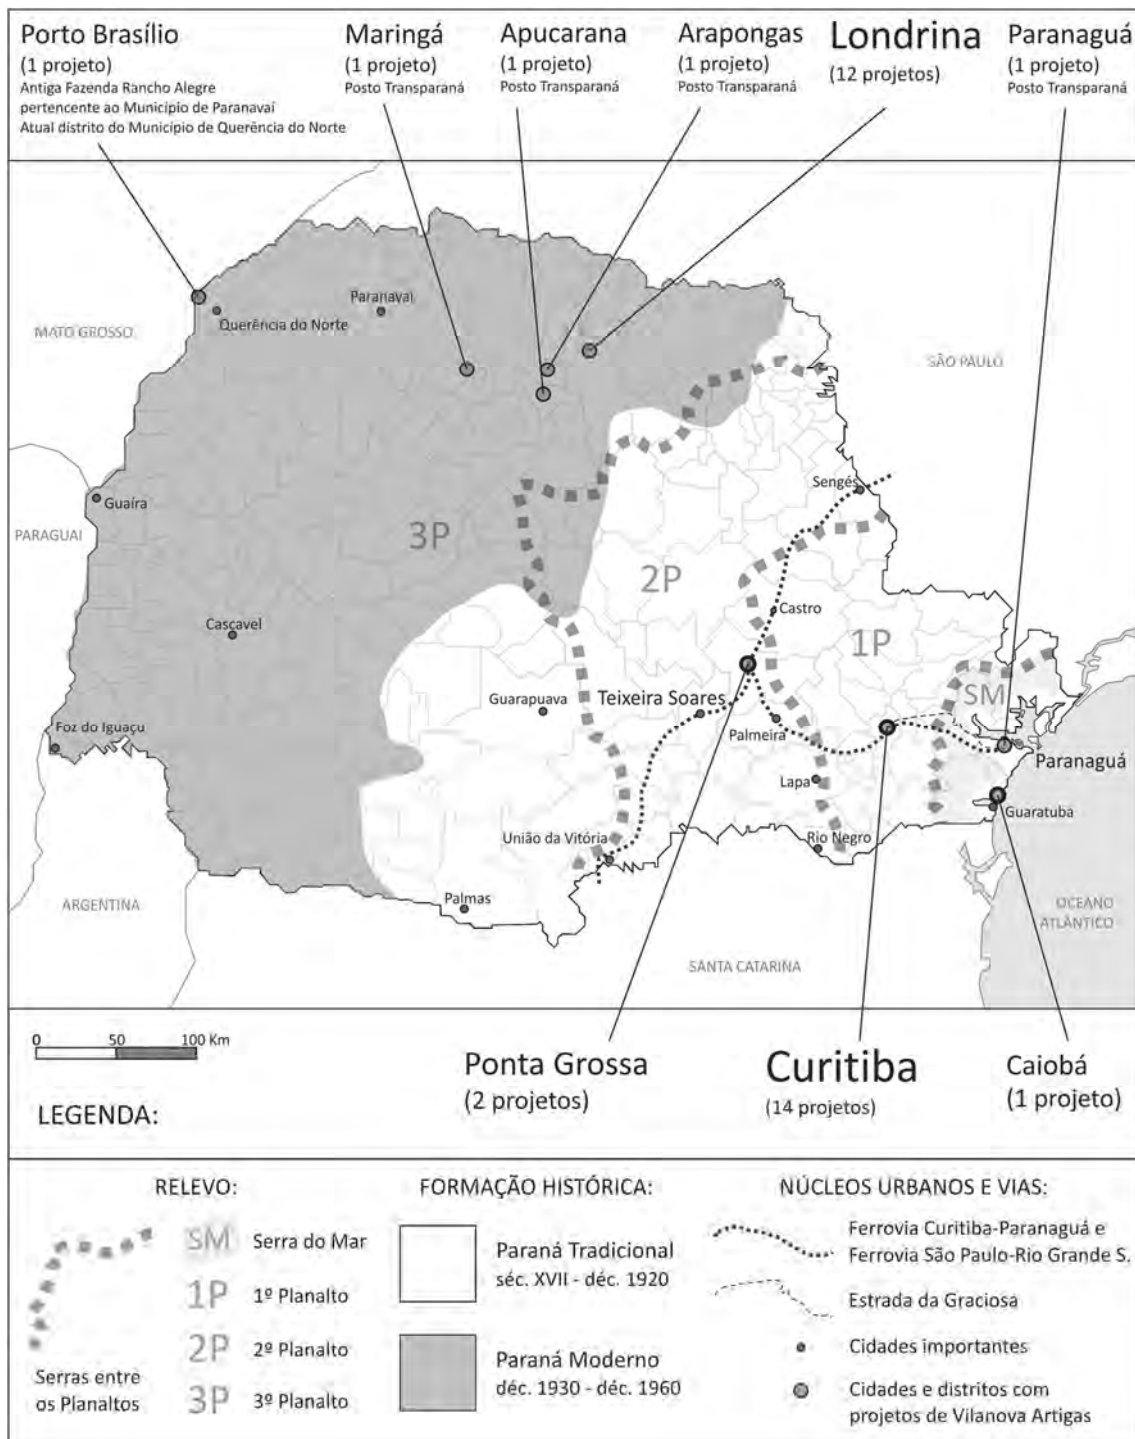 Porto Brasílio
(1 projeto)
Antiga Fazenda Rancho Alegre
pertencente ao Município de Paranavaí
Atual distrito do Município de Querência do Norte
Maringá
(1 projeto)
Posto Transparaná
Apucarana
(1 projeto)
Posto Transparaná
Arapongas
(1 projeto)
Posto Transparaná
Londrina
(12 projetos)
Paranaguá
(1 projeto)
Posto Transparaná
MATO GROSSO
Querência do Norte
Paranavaí
SÃO PAULO
Guaíra
PARAGUAI
3P
2P
Sengés
Castro
1P
Cascavel
SM
Guarapuava
Teixeira Soares
Foz do Iguaçu
Palmeira
Paranaguá
Lapa
Guaratuba
União da Vitória
Rio Negro
Palmas
ARGENTINA
OCEANO
ATLÂNTICO
SANTA CATARINA
0 50 100 Km
LEGENDA:
Ponta Grossa
(2 projetos)
Curitiba
(14 projetos)
Caiobá
(1 projeto)
RELEVO:
Serras entre
os Planaltos
SM Serra do Mar
1P 1º Planalto
2P 2º Planalto
3P 3º Planalto
FORMAÇÃO HISTÓRICA:
Paraná Tradicional
séc. XVII - déc. 1920
Paraná Moderno
déc. 1930 - déc. 1960
NÚCLEOS URBANOS E VIAS:
Ferrovia Curitiba-Paranaguá e
Ferrovia São Paulo-Rio Grande S.
Estrada da Graciosa
Cidades importantes
Cidades e distritos com
projetos de Vilanova Artigas